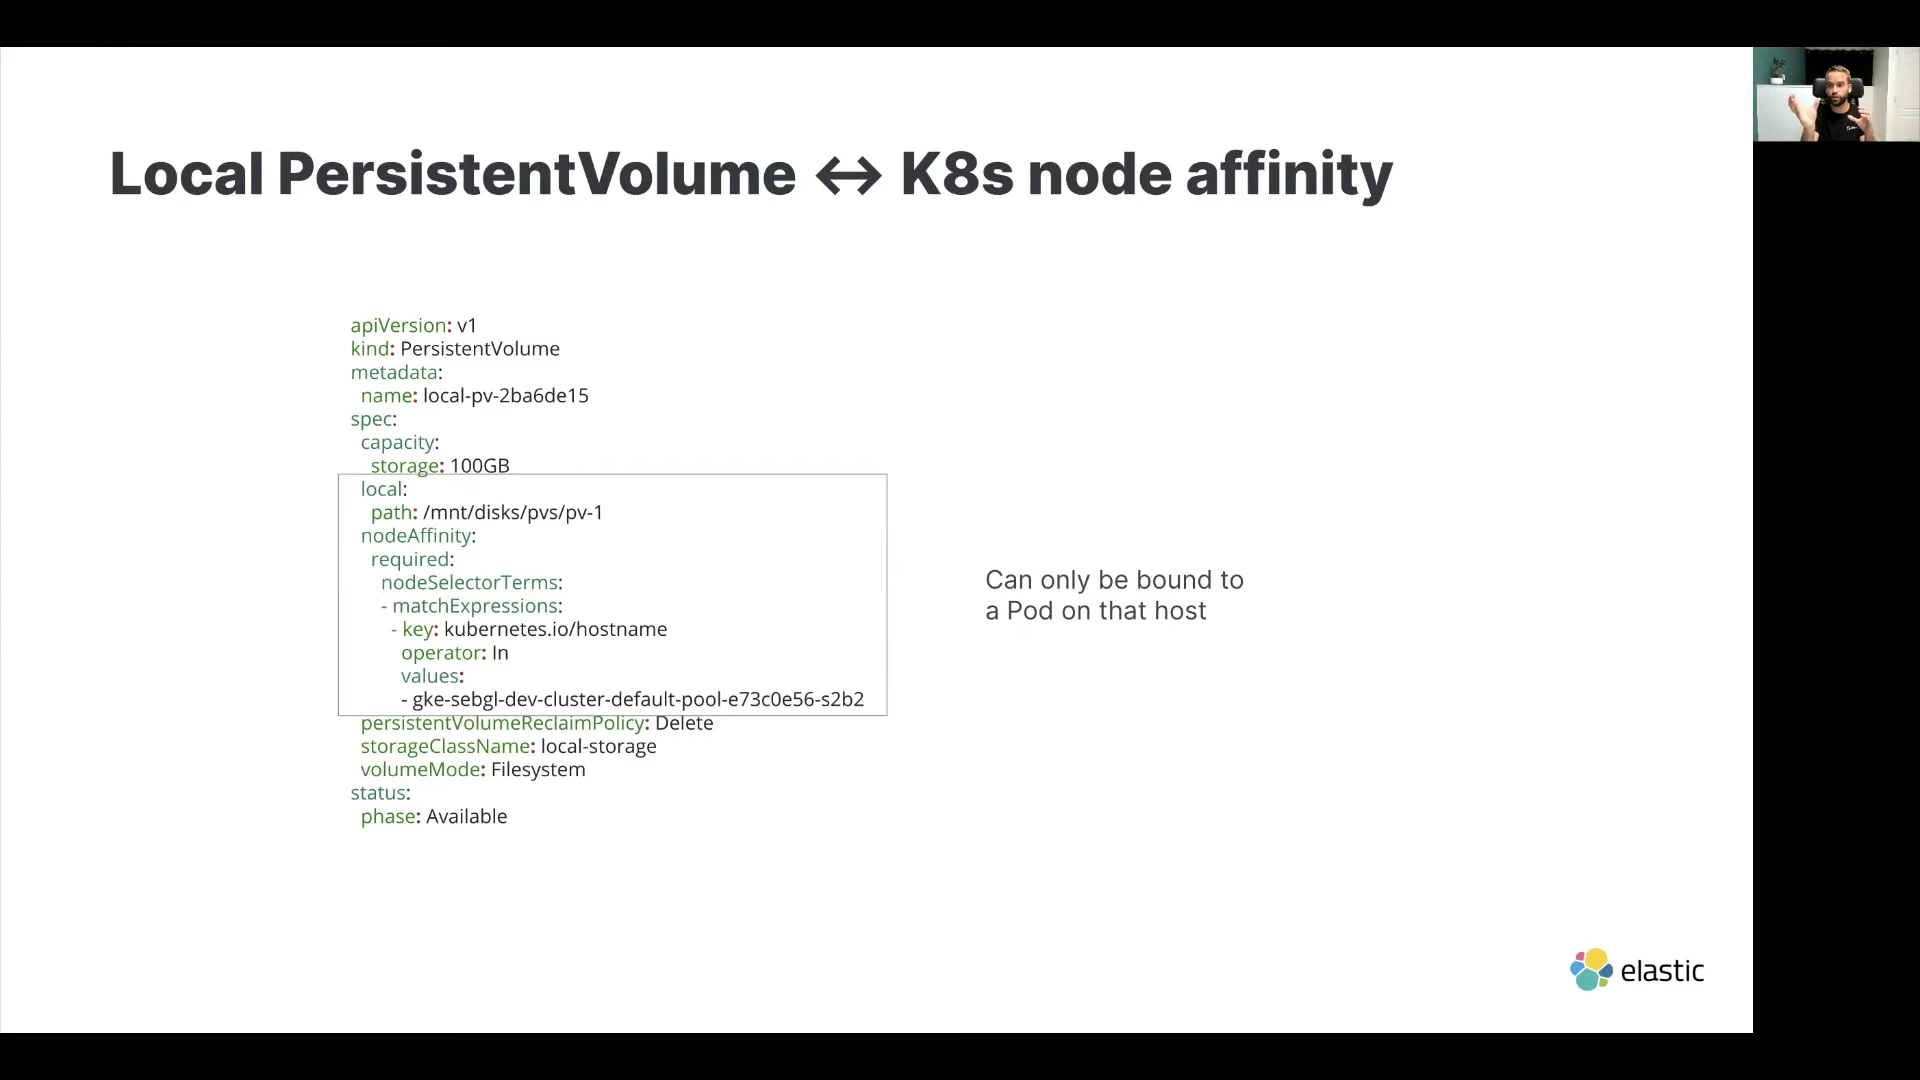 Local PersistentVolume ↔ K8s node affinity
apiVersion: v1
kind: PersistentVolume
metadata:
  name: local-pv-2ba6de15
spec:
  capacity:
    storage: 100GB
  local:
    path: /mnt/disks/pvs/pv-1
  nodeAffinity:
    required:
      nodeSelectorTerms:
      - matchExpressions:
        - key: kubernetes.io/hostname
          operator: In
          values:
          - gke-sebgl-dev-cluster-default-pool-e73c0e56-s2b2
  persistentVolumeReclaimPolicy: Delete
  storageClassName: local-storage
  volumeMode: Filesystem
status:
  phase: Available
Can only be bound to
a Pod on that host
elastic